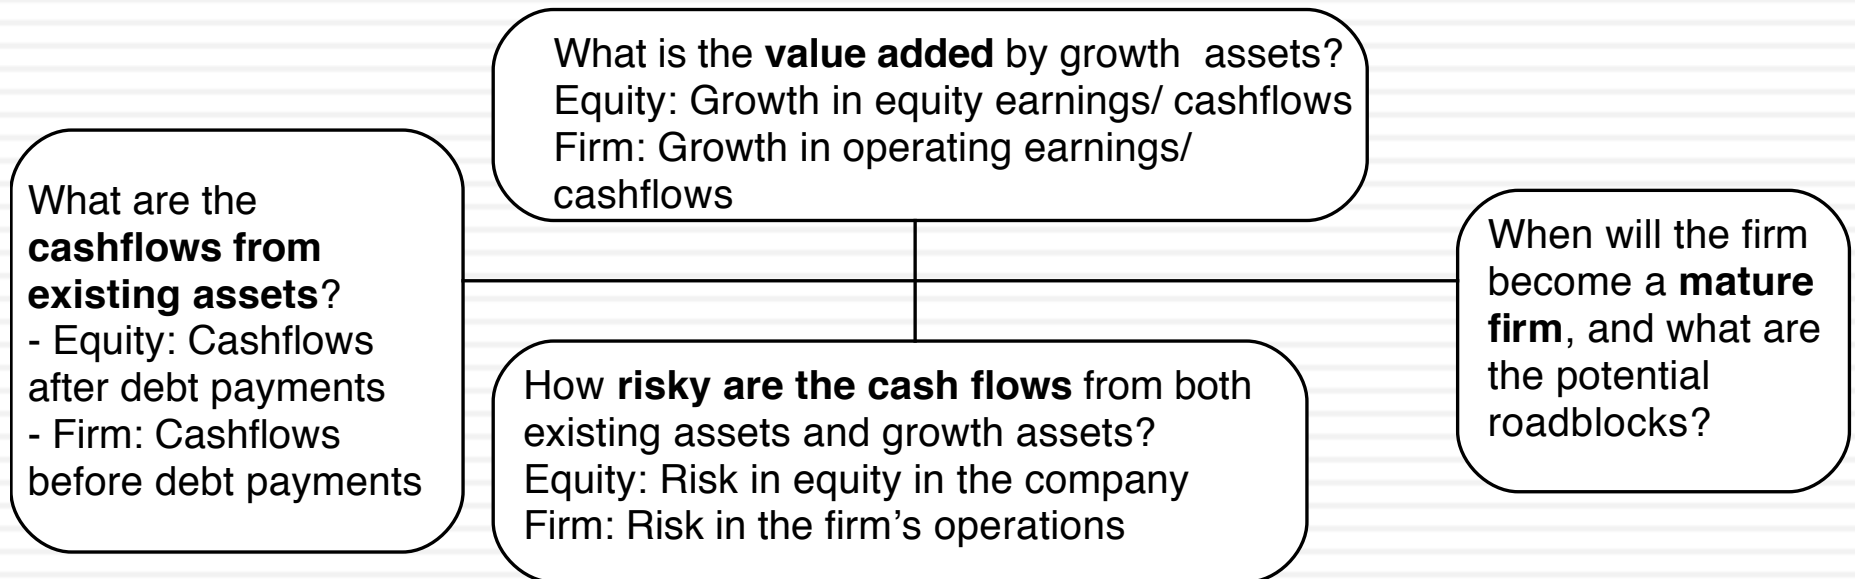 What is the value added by growth  assets?
Equity: Growth in equity earnings/ cashflows
Firm: Growth in operating earnings/
cashflows
What are the
cashflows from
existing assets?
- Equity: Cashflows
after debt payments
- Firm: Cashflows
before debt payments
How risky are the cash flows from both
existing assets and growth assets?
Equity: Risk in equity in the company
Firm: Risk in the firm’s operations
When will the firm
become a mature
firm, and what are
the potential
roadblocks?